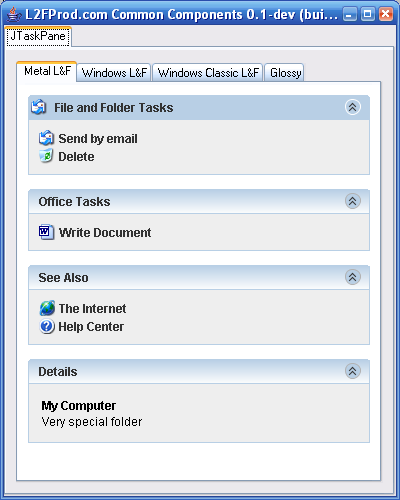 L2FProd.com Common Components 0.1-dev (bui...
JTaskPane
Metal L&F Windows L&F Windows Classic L&F Glossy
File and Folder Tasks
Send by email
Delete
Office Tasks
Write Document
See Also
The Internet
Help Center
Details
My Computer
Very special folder